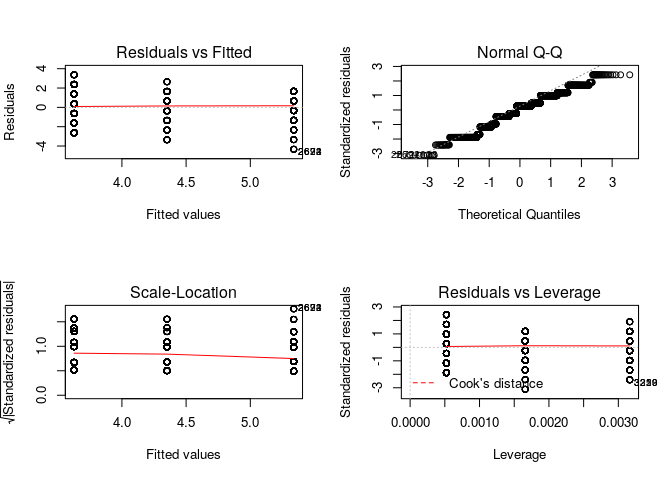 Residuals vs Fitted
Residuals
4
2
0
-4
4.0 4.5 5.0
Fitted values
Normal Q-Q
Standardized residuals
3
1
-1
-3
-3 -2 -1 0 1 2 3
Theoretical Quantiles
Scale-Location
√|Standardized residuals|
1.0
0.0
4.0 4.5 5.0
Fitted values
Residuals vs Leverage
Standardized residuals
3
1
-1
-3
Cook's distance
0.0000 0.0010 0.0020 0.0030
Leverage